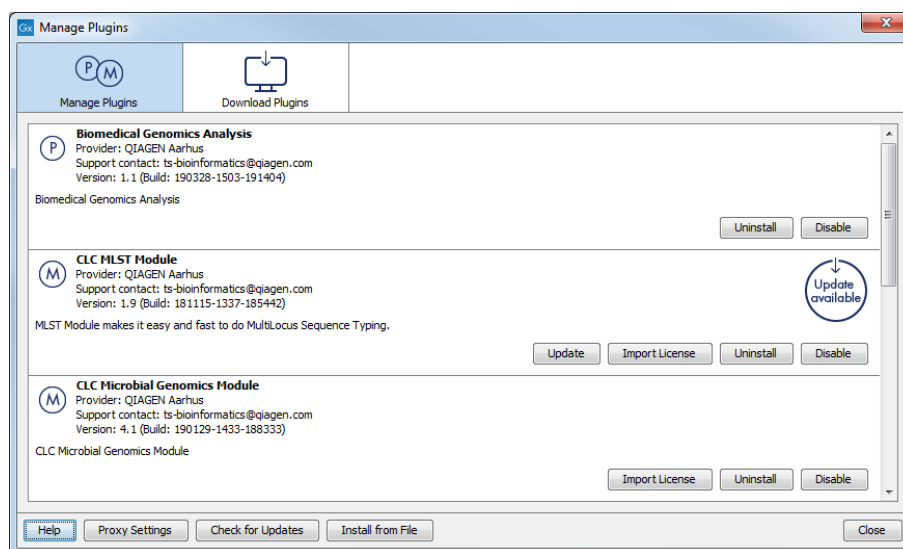 Gx Manage Plugins
P M
Manage Plugins
Download Plugins
P
Biomedical Genomics Analysis
Provider: QIAGEN Aarhus
Support contact: ts-bioinformatics@qiagen.com
Version: 1.1 (Build: 190328-1503-191404)
Biomedical Genomics Analysis
Uninstall Disable
M
CLC MLST Module
Provider: QIAGEN Aarhus
Support contact: ts-bioinformatics@qiagen.com
Version: 1.9 (Build: 181115-1337-185442)
Update
available
MLST Module makes it easy and fast to do MultiLocus Sequence Typing.
Update Import License Uninstall Disable
M
CLC Microbial Genomics Module
Provider: QIAGEN Aarhus
Support contact: ts-bioinformatics@qiagen.com
Version: 4.1 (Build: 190129-1433-188333)
CLC Microbial Genomics Module
Import License Uninstall Disable
Help Proxy Settings Check for Updates Install from File Close